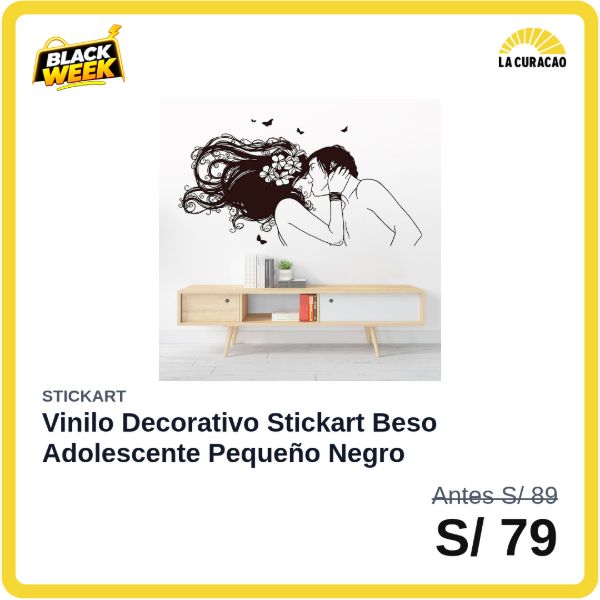 BLACK
WEEK
LA CURACAO
STICKART
Vinilo Decorativo Stickart Beso
Adolescente Pequeño Negro
Antes S/ 89
S/ 79